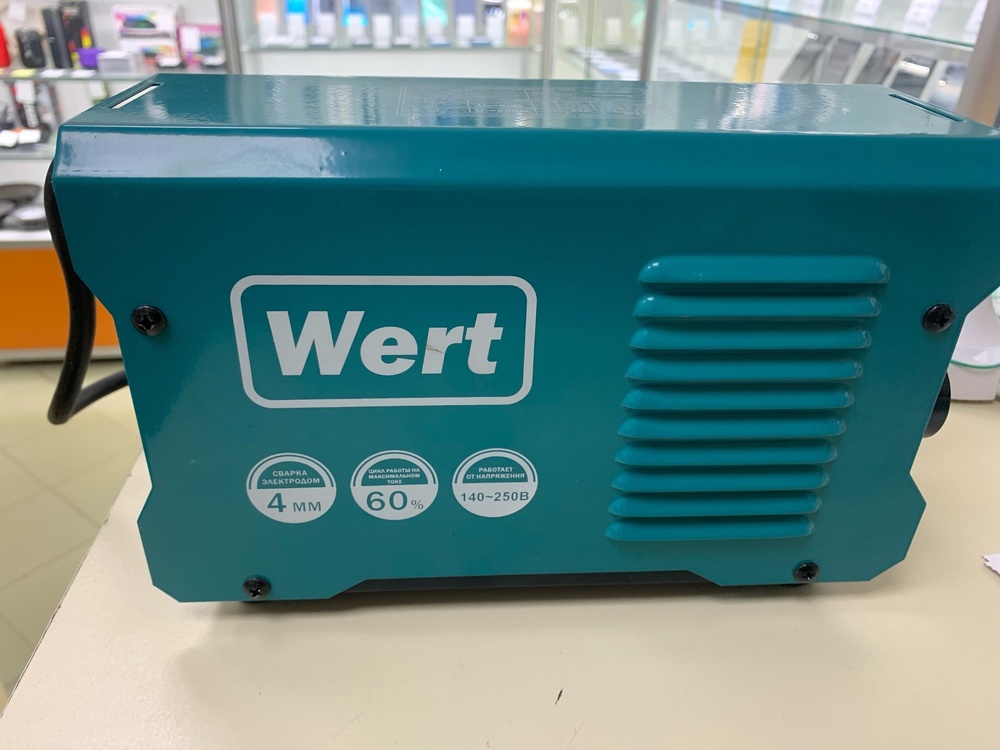 Wert
СВАРКА
ЭЛЕКТРОДОМ
4 ММ
ЦИКЛ РАБОТЫ НА
МАКСИМАЛЬНОМ
ТОКЕ
60%
РАБОТАЕТ
ОТ НАПРЯЖЕНИЯ
140~250В